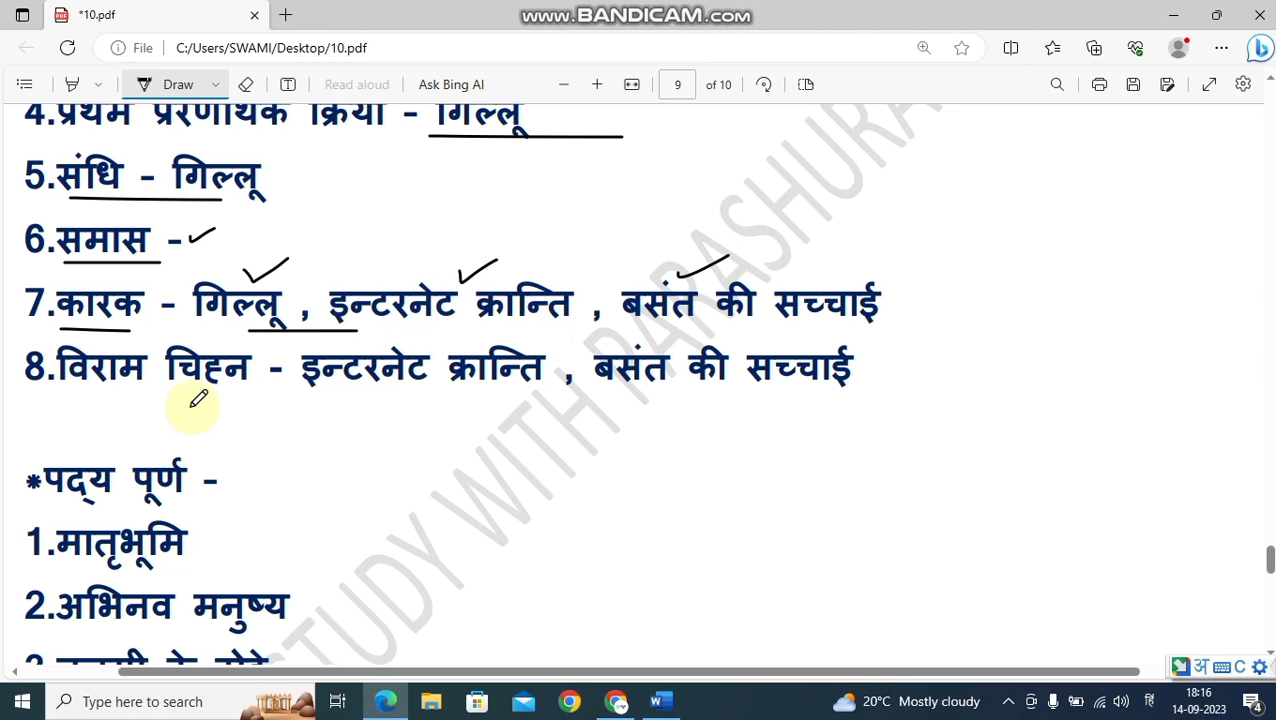 *10.pdf
www.BANDICAM.com
File C:/Users/SWAMI/Desktop/10.pdf
Draw Read aloud Ask Bing AI 9 of 10
4.प्रथम प्रेरणार्थक क्रिया - गिल्लू
5.संधि - गिल्लू
6.समास -
7.कारक - गिल्लू , इन्टरनेट क्रान्ति , बसंत की सच्चाई
8.विराम चिह्न - इन्टरनेट क्रान्ति , बसंत की सच्चाई
*पद्य पूर्ण -
1.मातृभूमि
2.अभिनव मनुष्य
STUDY WITH PARASHURA
अ C
Type here to search 20°C Mostly cloudly हिं 18:16
14-09-2023 4